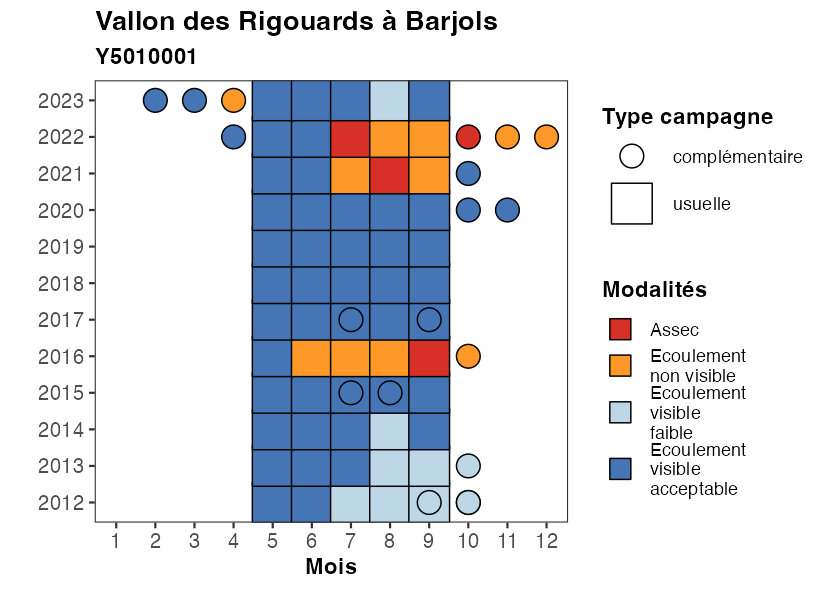 Vallon des Rigouards à Barjols
Y5010001
2023
2022
2021
2020
2019
2018
2017
2016
2015
2014
2013
2012
1 2 3 4 5 6 7 8 9 10 11 12
Mois
Type campagne
complémentaire
usuelle
Modalités
Assec
Ecoulement
non visible
Ecoulement
visible
faible
Ecoulement
visible
acceptable